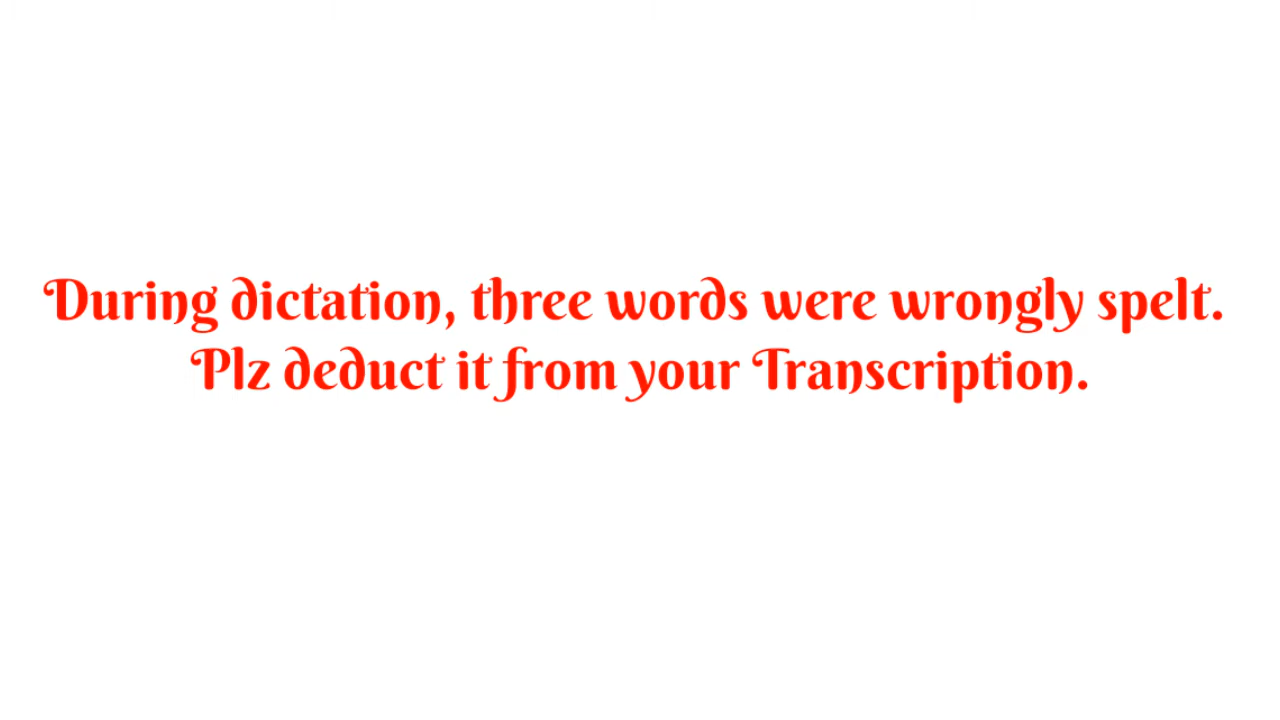 During dictation, three words were wrongly spelt.
Plz deduct it from your Transcription.